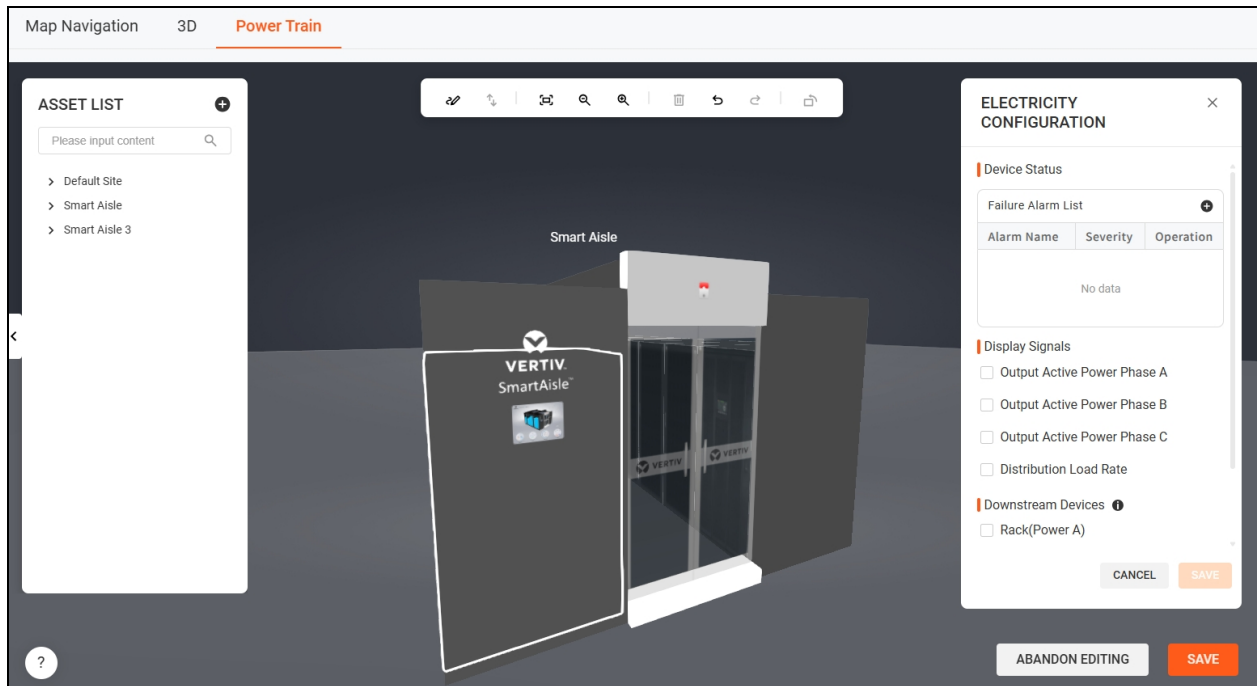 Map Navigation 3D Power Train
ASSET LIST
Please input content
Default Site
Smart Aisle
Smart Aisle 3
Smart Aisle
VERTIV.
SmartAisle™
VERTIV
VERTIV
ELECTRICITY
CONFIGURATION
Device Status
Failure Alarm List
Alarm Name Severity Operation
No data
Display Signals
Output Active Power Phase A
Output Active Power Phase B
Output Active Power Phase C
Distribution Load Rate
Downstream Devices
Rack(Power A)
CANCEL SAVE
?
ABANDON EDITING SAVE